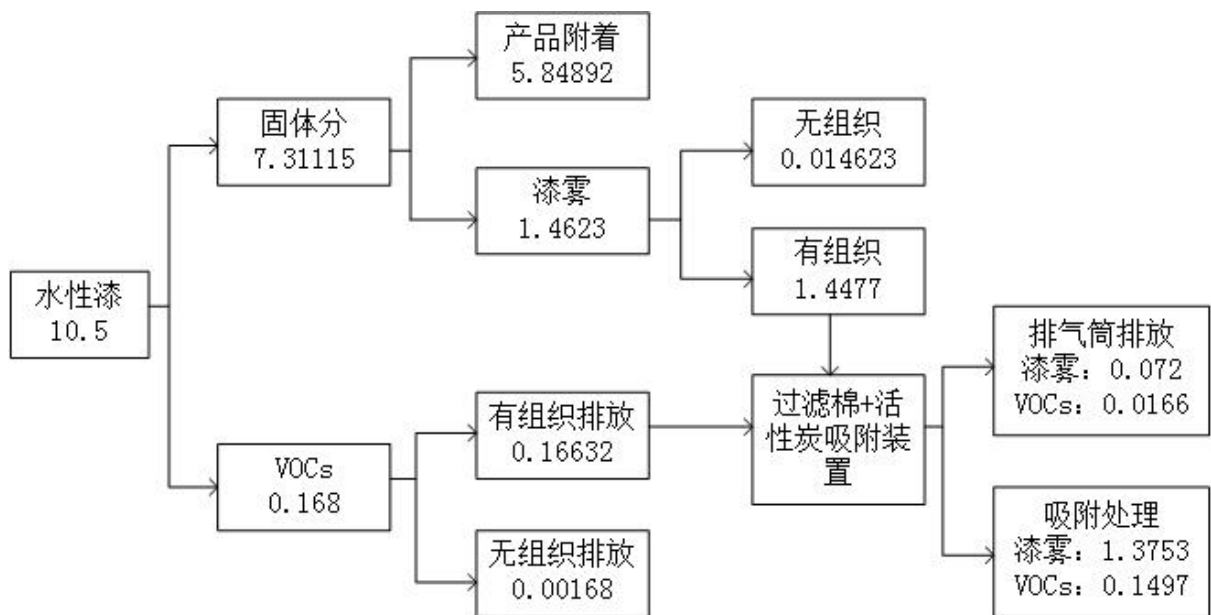 产品附着
5.84892
固体分
7.31115
无组织
0.014623
漆雾
1.4623
有组织
1.4477
水性漆
10.5
排气筒排放
漆雾：0.072
VOCs：0.0166
过滤棉+活
性炭吸附装
置
有组织排放
0.16632
VOCs
0.168
吸附处理
漆雾：1.3753
VOCs：0.1497
无组织排放
0.00168